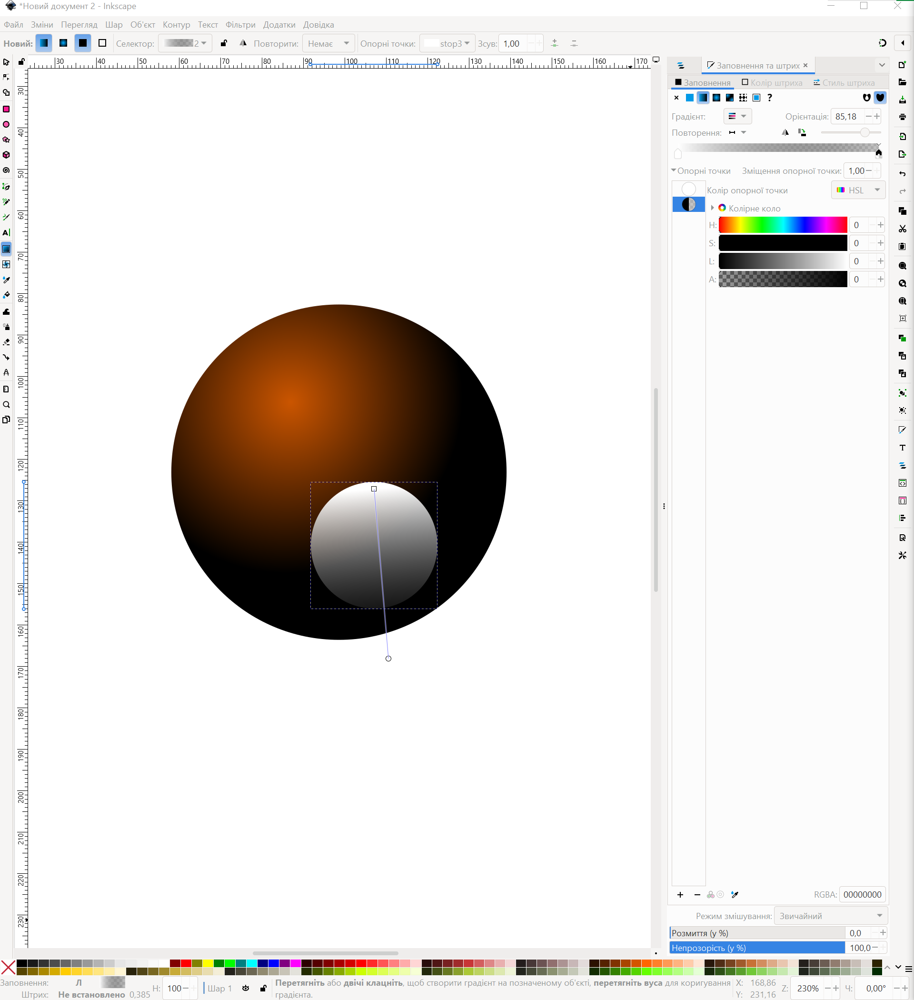 *Новий документ 2 - Inkscape
Файл Зміни Перегляд Шар Об'єкт Контур Текст Фільтри Додатки Довідка
Новий: Селектор: 2 Повторити: Немає Опорні точки: stop3 Зсув: 1,00
30 40 50 60 70 80 90 100 110 120 130 140 150 160 170
30
40
50
60
70
80
90
100
110
120
130
140
150
160
170
180
190
200
210
220
230
Заповнення та штрих
Заповнення Колір штриха Стиль штриха
Градієнт: Орієнтація: 85,18
Повторення:
Опорні точки Зміщення опорної точки: 1,00
Колір опорної точки HSL
Колірне коло
H: 0
S: 0
L: 0
A: 0
RGBA: 00000000
Режим змішування: Звичайний
Розмиття (у %) 0,0
Непрозорість (у %) 100,0
Заповнення: Л
Штрих: Не встановлено 0,385
Н: 100
Шар 1
Перетягніть або двічі клацніть, щоб створити градієнт на позначеному об'єкті, перетягніть вуса для коригування
градієнта.
X: 168,86
Y: 231,16
Z: 230%
Ч: 0,00°